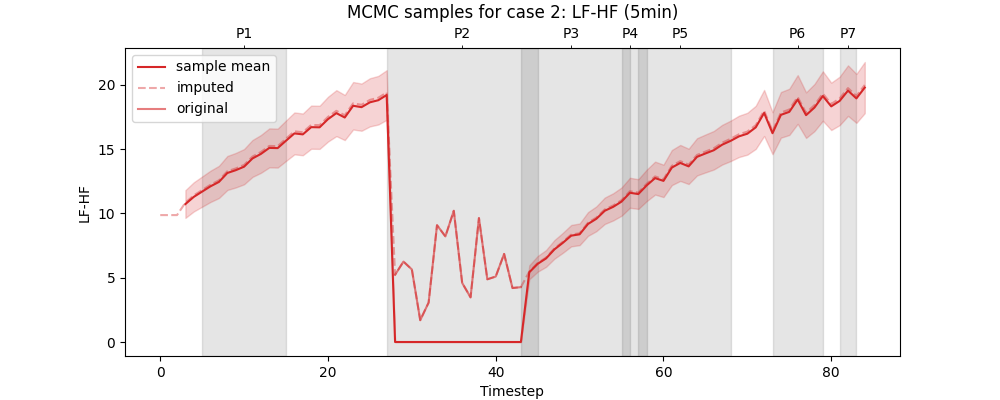 MCMC samples for case 2: LF-HF (5min)
P1 P2 P3 P4 P5 P6 P7
sample mean
imputed
original
LF-HF
20
15
10
5
0
0 20 40 60 80
Timestep